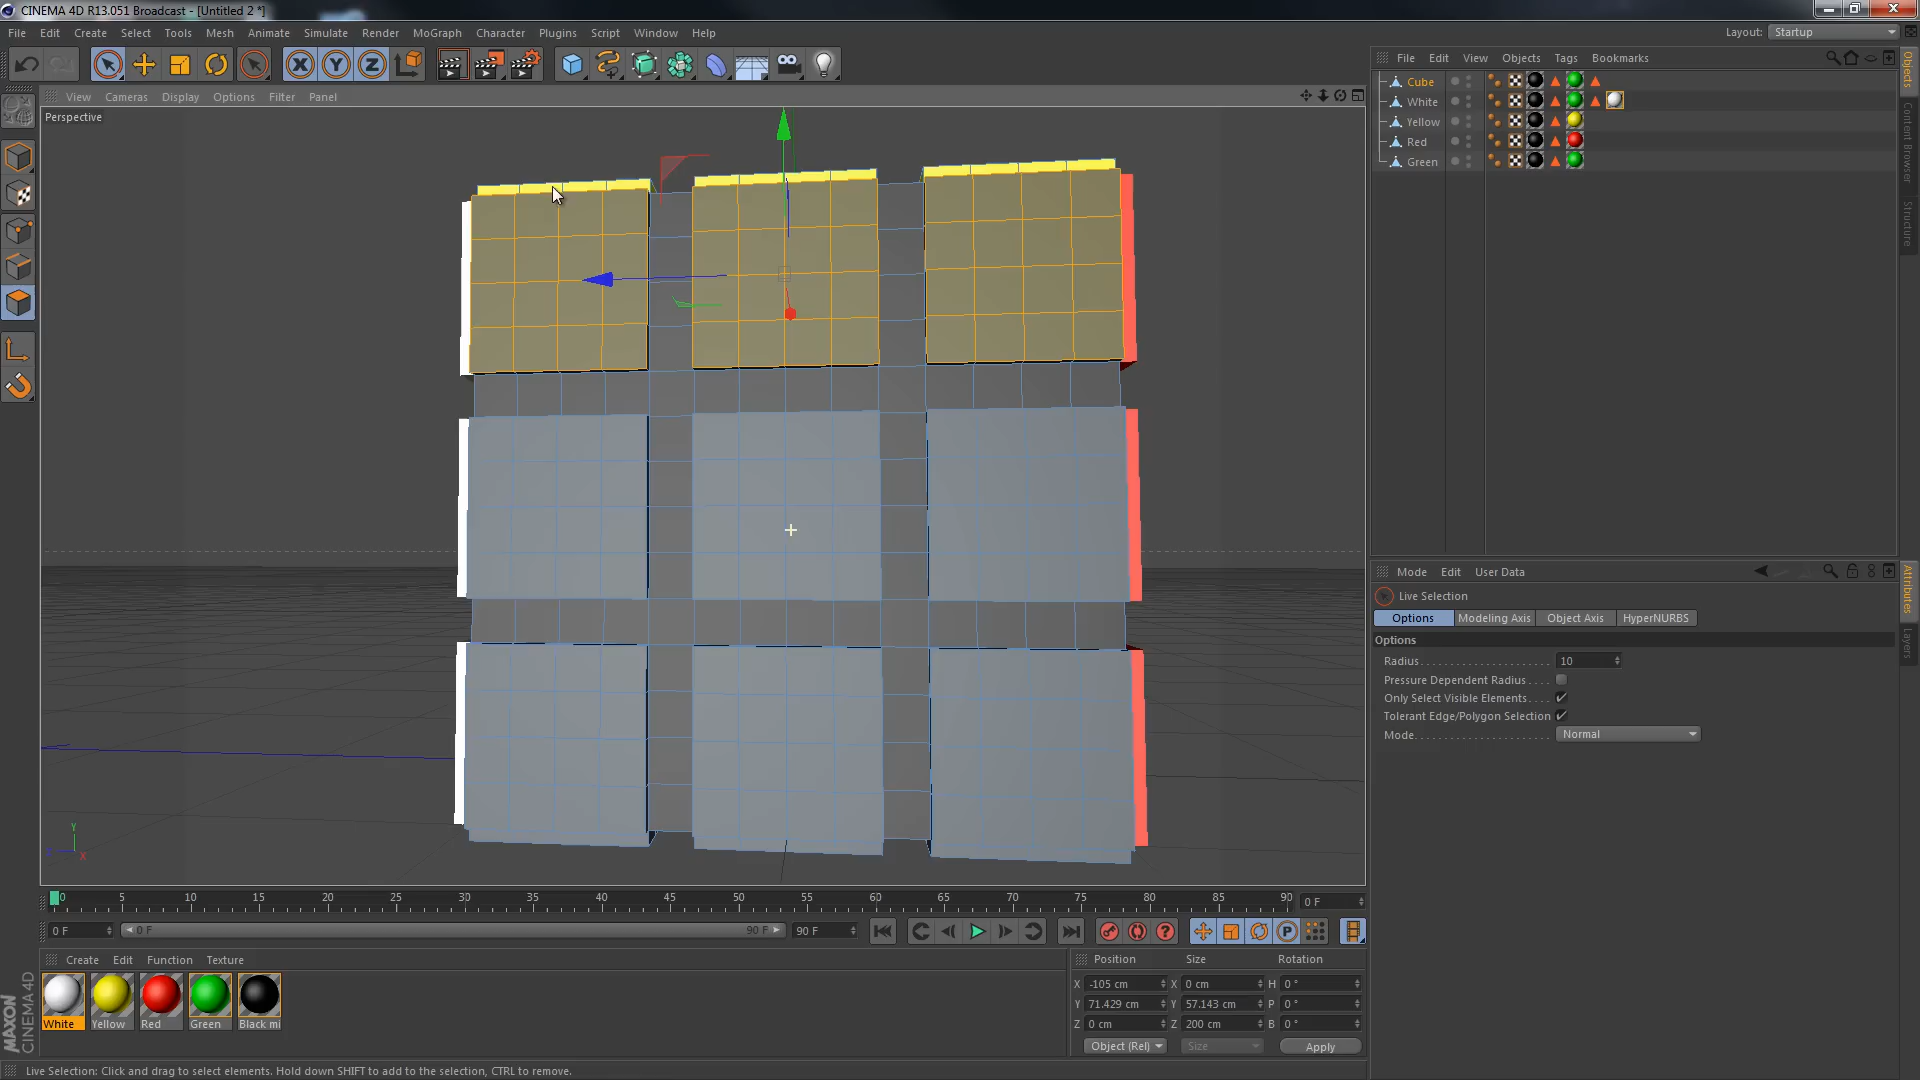 CINEMA 4D R13.051 Broadcast - [Untitled 2 *]
File Edit Create Select Tools Mesh Animate Simulate Render MoGraph Character Plugins Script Window Help
Layout: Startup
View Cameras Display Options Filter Panel
Perspective
File Edit View Objects Tags Bookmarks
Cube
White
Yellow
Red
Green
Objects
Content Browser
Structure
Mode Edit User Data
Live Selection
Options Modeling Axis Object Axis HyperNURBS
Options
Radius 10
Pressure Dependent Radius
Only Select Visible Elements
Tolerant Edge/Polygon Selection
Mode Normal
Attributes
Layers
Y
X
0 5 10 15 20 25 30 35 40 45 50 55 60 65 70 75 80 85 90 0 F
0 F 0 F 90 F 90 F
Create Edit Function Texture
White Yellow Red Green Black mi
Position Size Rotation
X -105 cm X 0 cm H 0 °
Y 71.429 cm Y 57.143 cm P 0 °
Z 0 cm Z 200 cm B 0 °
Object (Rel) Size Apply
MAXON CINEMA 4D
Live Selection: Click and drag to select elements. Hold down SHIFT to add to the selection, CTRL to remove.